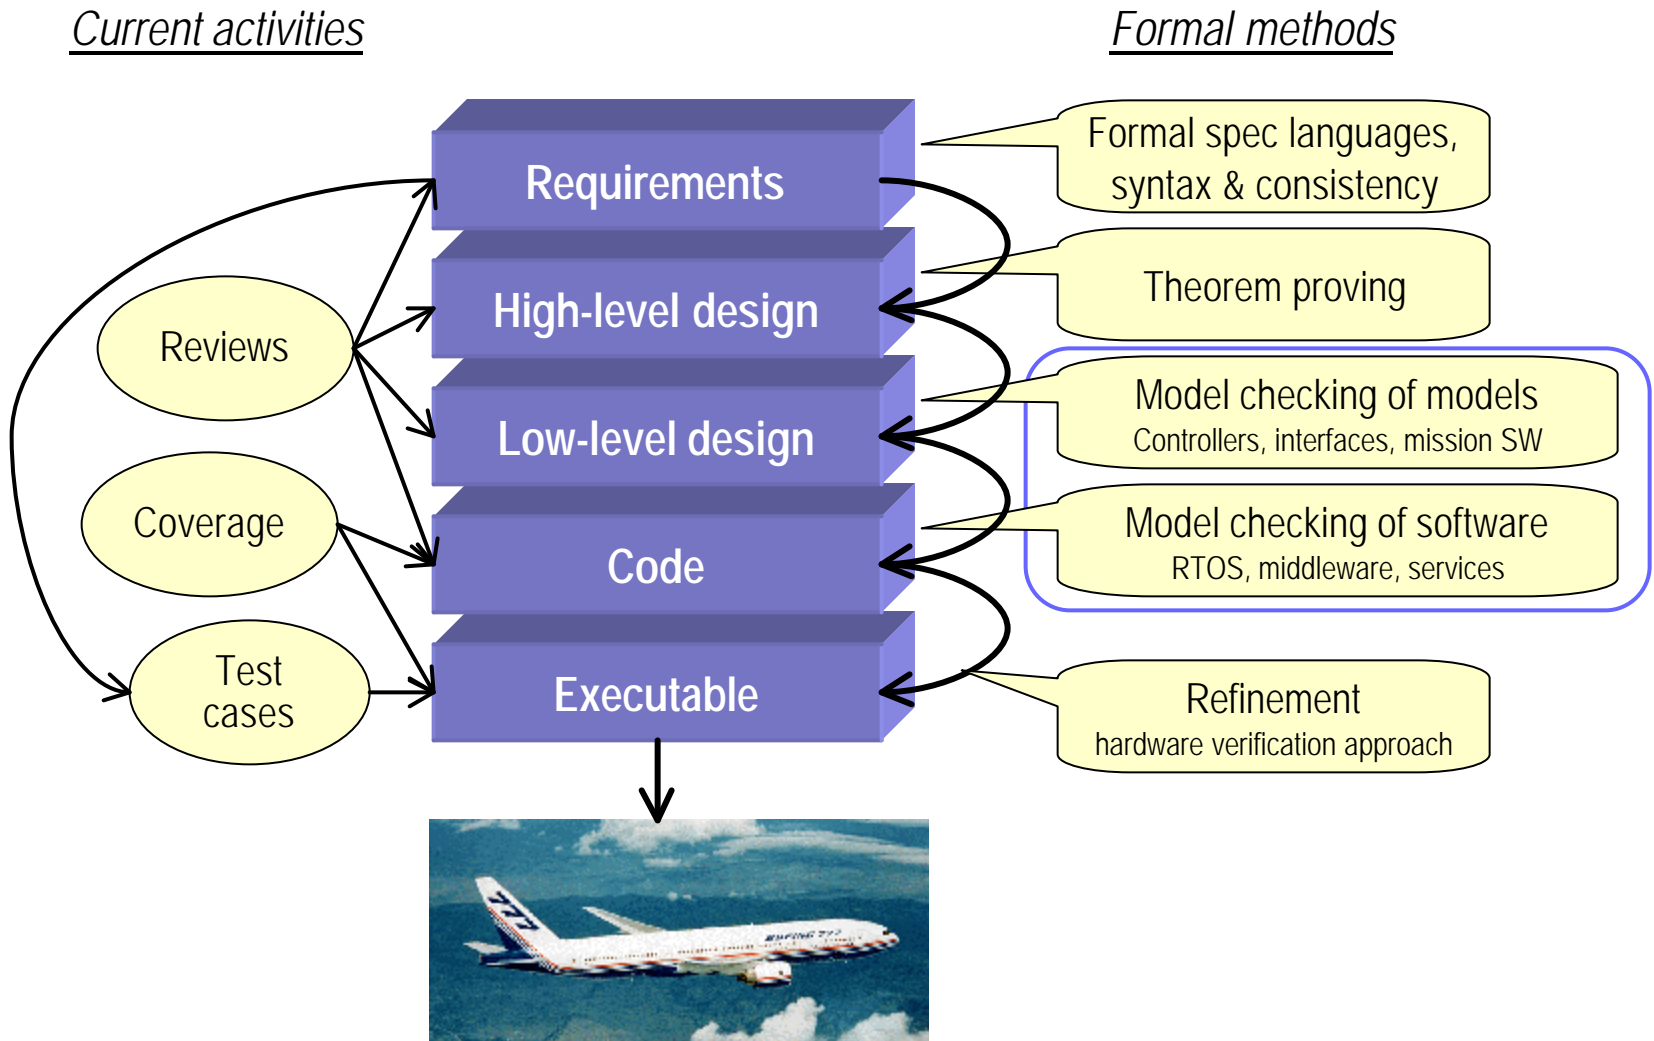 Current activities
Formal methods
Requirements
Formal spec languages,
syntax & consistency
High-level design
Theorem proving
Reviews
Low-level design
Model checking of models
Controllers, interfaces, mission SW
Coverage
Code
Model checking of software
RTOS, middleware, services
Test
cases
Executable
Refinement
hardware verification approach
777
BOEING 777